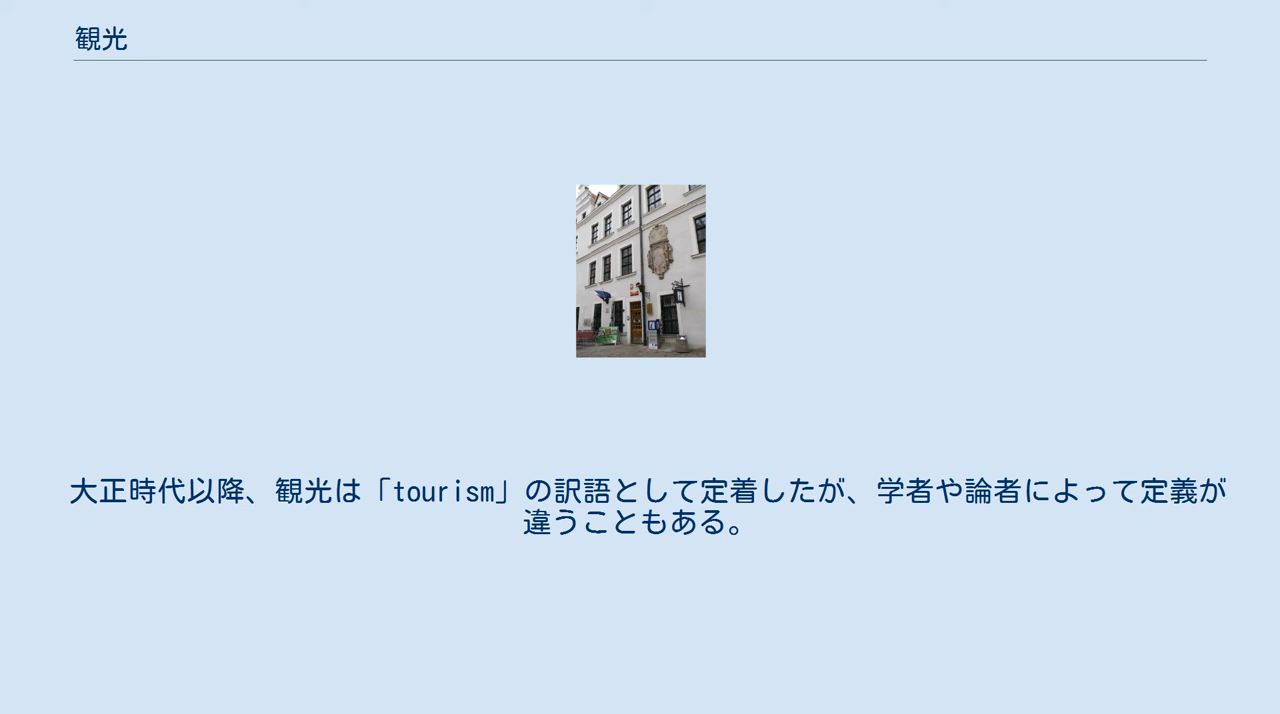 観光
大正時代以降、観光は「tourism」の訳語として定着したが、学者や論者によって定義が
違うこともある。